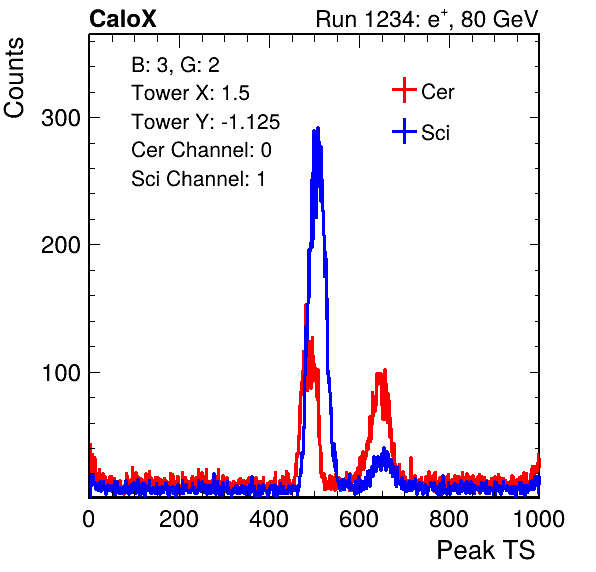 CaloX Run 1234: e+, 80 GeV
Counts
B: 3, G: 2
Tower X: 1.5
Tower Y: -1.125
Cer Channel: 0
Sci Channel: 1
Cer
Sci
300
200
100
0 200 400 600 800 1000
Peak TS